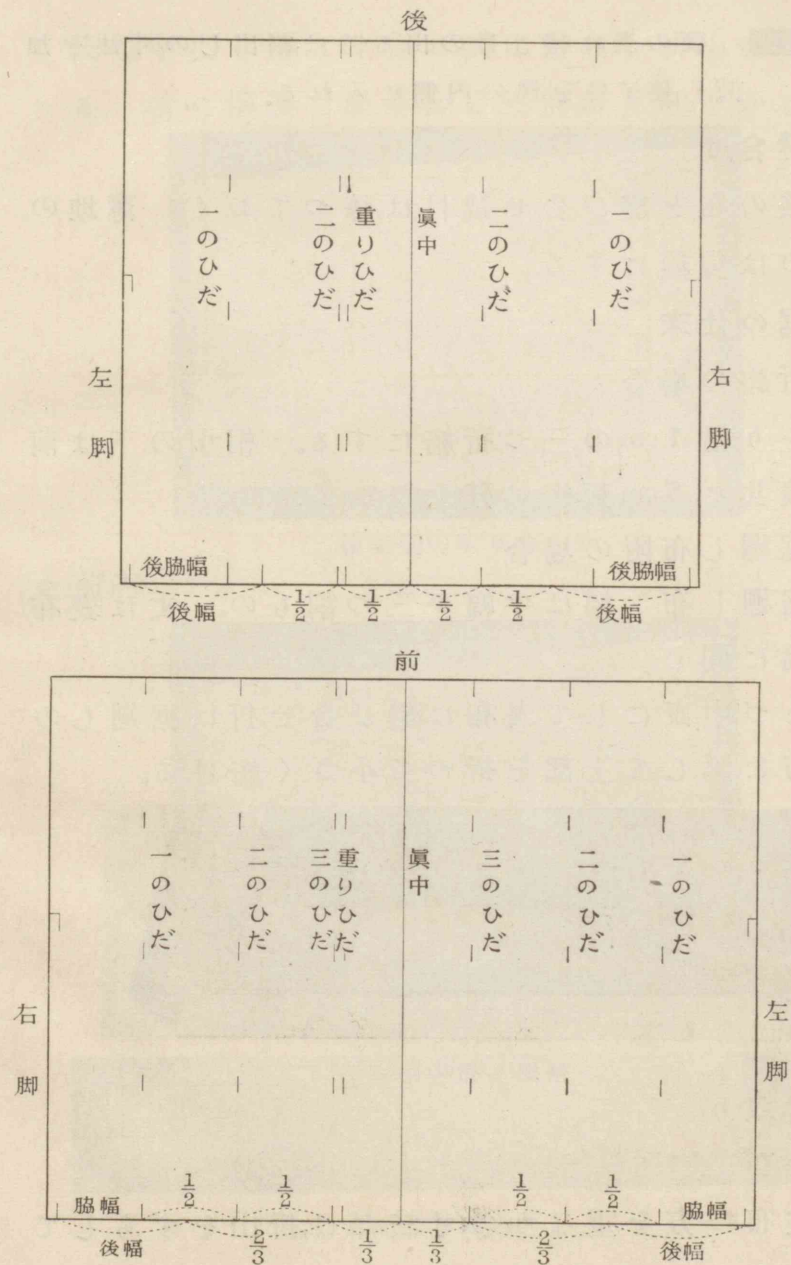 後
一のひだ
二のひだ
重りひだ
眞中
二のひだ
一のひだ
左脚
右脚
後脇幅
後脇幅
後幅
1/2
1/2
1/2
1/2
後幅
前
一のひだ
二のひだ
三のひだ
重りひだ
眞中
三のひだ
二のひだ
一のひだ
右脚
左脚
脇幅
1/2
1/2
1/2
1/2
脇幅
後幅
2/3
1/3
1/3
2/3
後幅